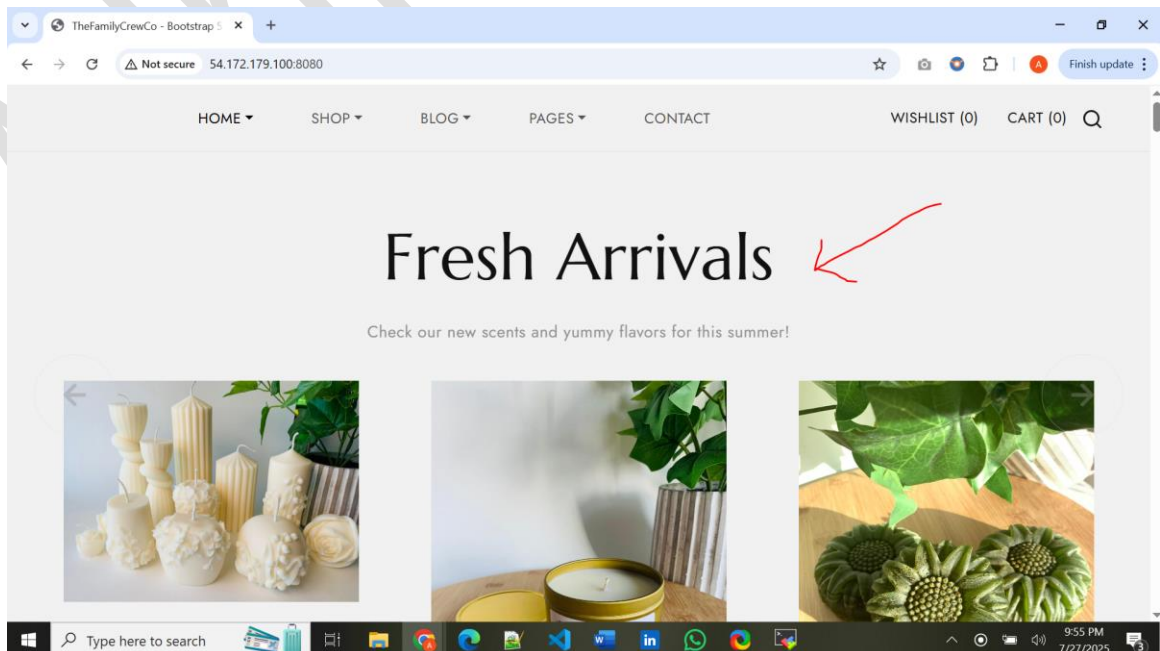 TheFamilyCrewCo - Bootstrap 5
Not secure 54.172.179.100:8080
A Finish update
HOME SHOP BLOG PAGES CONTACT WISHLIST (0) CART (0)
Fresh Arrivals
Check our new scents and yummy flavors for this summer!
Type here to search
9:55 PM
7/27/2025